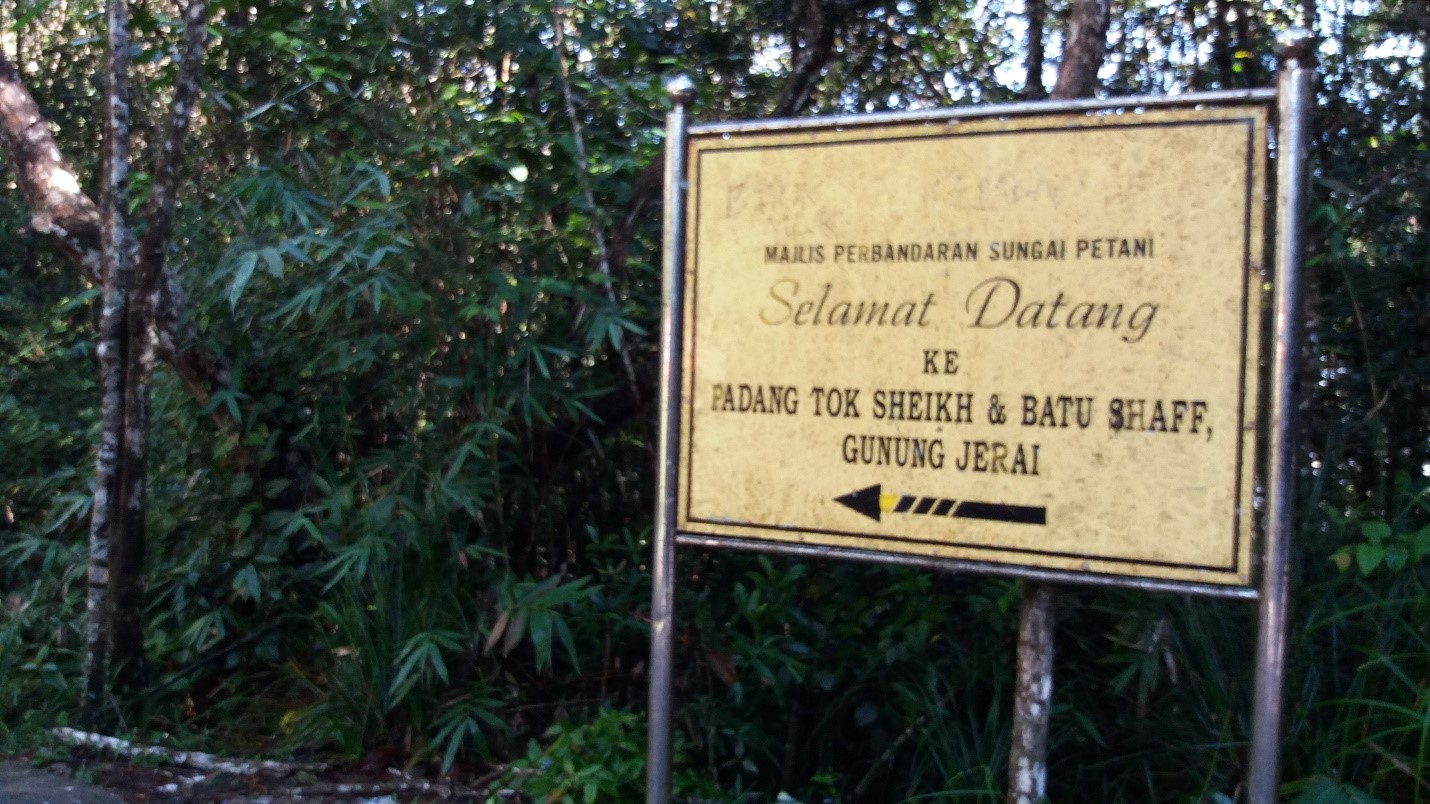 MAJLIS PERBANDARAN SUNGAI PETANI
Selamat Datang
KE
PADANG TOK SHEIKH & BATU SHAFF,
GUNUNG JERAI